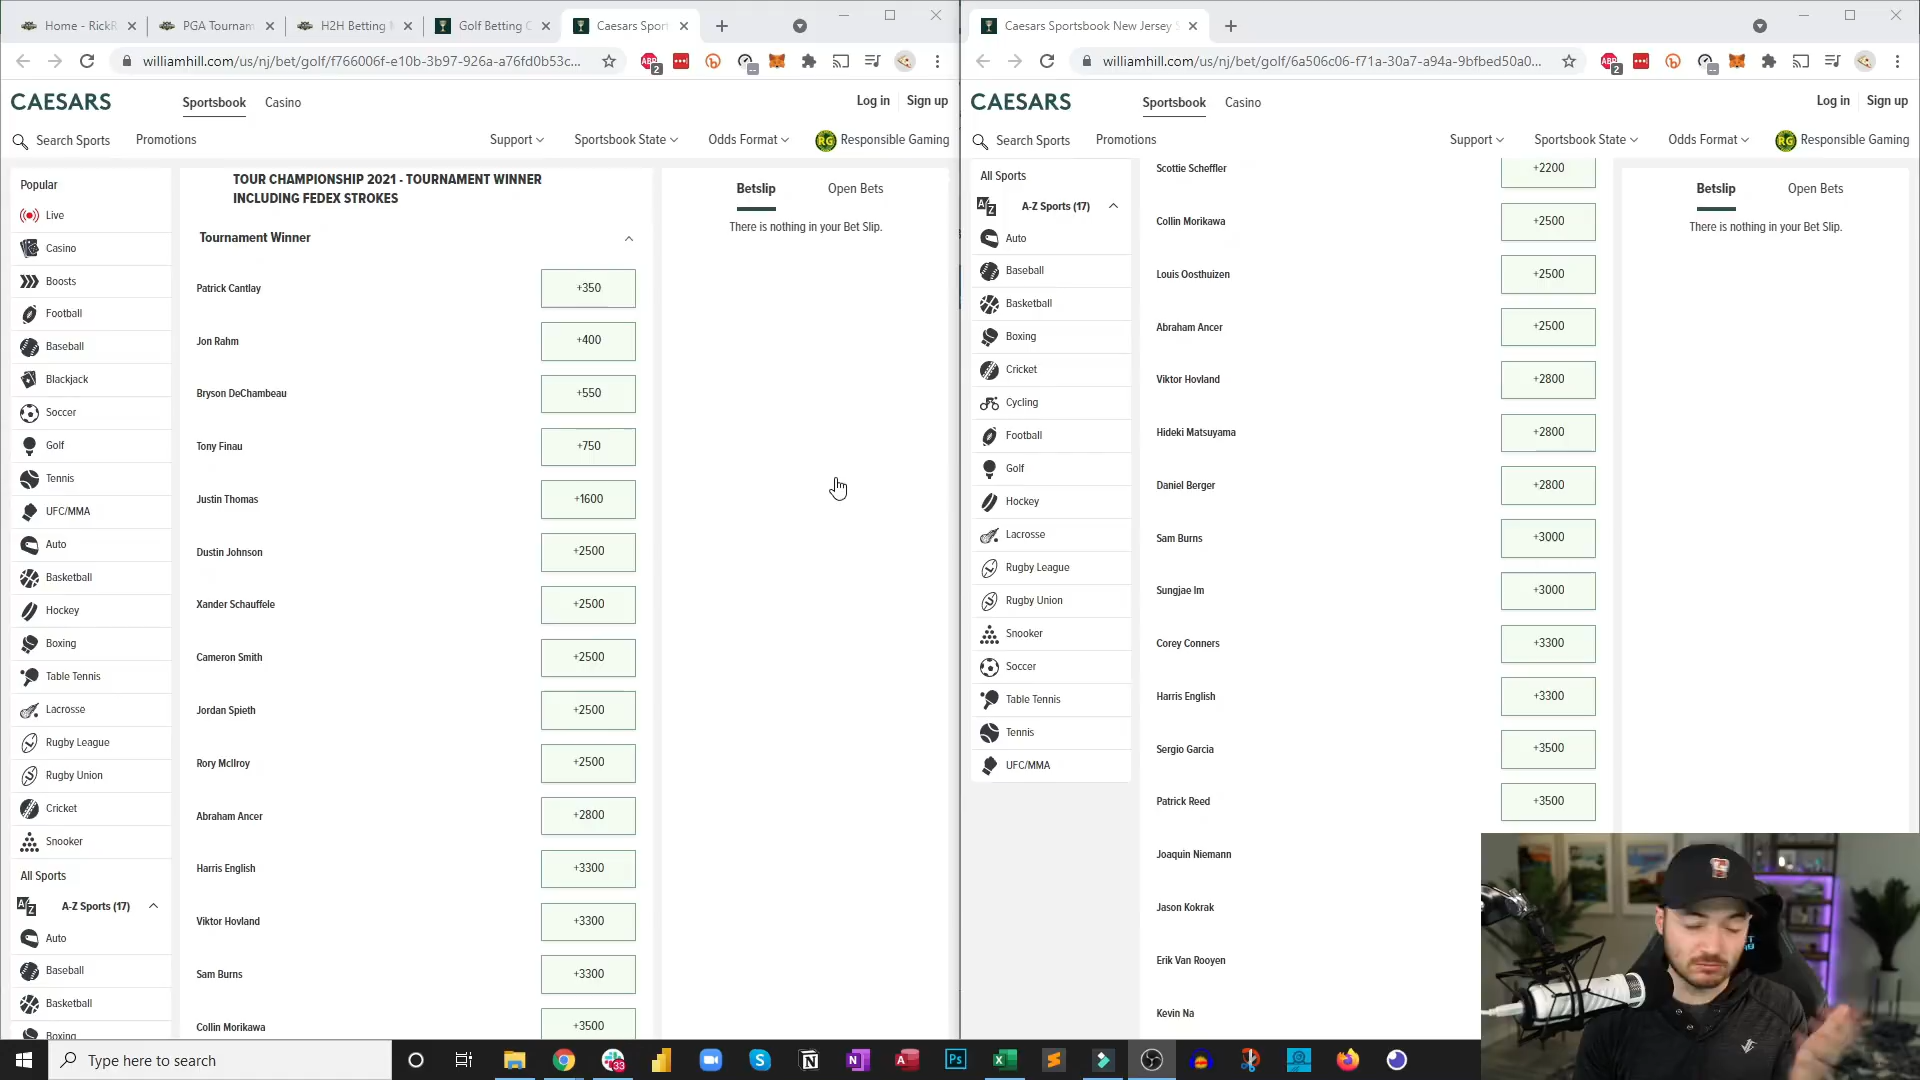 Home - RickR
PGA Tournam
H2H Betting M
Golf Betting C
Caesars Spor
williamhill.com/us/nj/bet/golf/f766006f-e10b-3b97-926a-a76fd0b53c...
2
CAESARS
Sportsbook
Casino
Log in
Sign up
Search Sports
Promotions
Support
Sportsbook State
Odds Format
RG
Responsible Gaming
Popular
Live
Casino
Boosts
Football
Baseball
Blackjack
Soccer
Golf
Tennis
UFC/MMA
Auto
Basketball
Hockey
Boxing
Table Tennis
Lacrosse
Rugby League
Rugby Union
Cricket
Snooker
All Sports
A-Z Sports (17)
Auto
Baseball
Basketball
Boxing
TOUR CHAMPIONSHIP 2021 - TOURNAMENT WINNER
INCLUDING FEDEX STROKES
Tournament Winner
Patrick Cantlay +350
Jon Rahm +400
Bryson DeChambeau +550
Tony Finau +750
Justin Thomas +1600
Dustin Johnson +2500
Xander Schauffele +2500
Cameron Smith +2500
Jordan Spieth +2500
Rory McIlroy +2500
Abraham Ancer +2800
Harris English +3300
Viktor Hovland +3300
Sam Burns +3300
Collin Morikawa +3500
Betslip
Open Bets
There is nothing in your Bet Slip.
Caesars Sportsbook New Jersey S
williamhill.com/us/nj/bet/golf/6a506c06-f71a-30a7-a94a-9bfbed50a0...
2
CAESARS
Sportsbook
Casino
Log in
Sign up
Search Sports
Promotions
Support
Sportsbook State
Odds Format
RG
Responsible Gaming
All Sports
A-Z Sports (17)
Auto
Baseball
Basketball
Boxing
Cricket
Cycling
Football
Golf
Hockey
Lacrosse
Rugby League
Rugby Union
Snooker
Soccer
Table Tennis
Tennis
UFC/MMA
Scottie Scheffler +2200
Collin Morikawa +2500
Louis Oosthuizen +2500
Abraham Ancer +2500
Viktor Hovland +2800
Hideki Matsuyama +2800
Daniel Berger +2800
Sam Burns +3000
Sungjae Im +3000
Corey Conners +3300
Harris English +3300
Sergio Garcia +3500
Patrick Reed +3500
Joaquin Niemann
Jason Kokrak
Erik Van Rooyen
Kevin Na
Betslip
Open Bets
There is nothing in your Bet Slip.
Type here to search
33
Ps